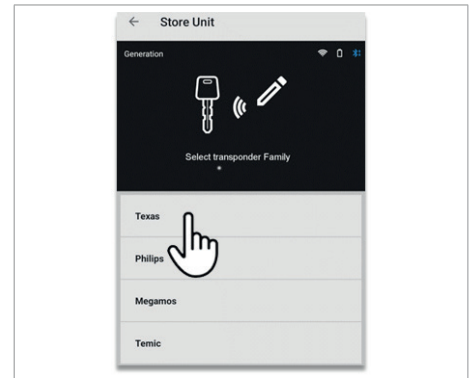 Store Unit
Generation
Select transponder Family
Texas
Philips
Megamos
Temic